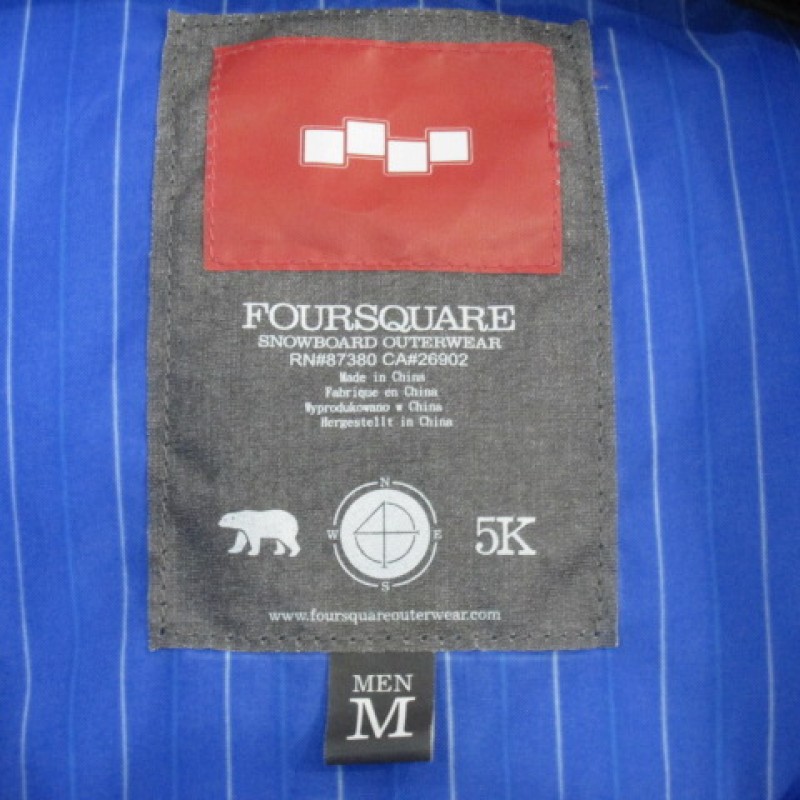 FOURSQUARE
SNOWBOARD OUTERWEAR
RN#87380 CA#26902
Made in China
Fabrique en China
Wyprodukowano w China
Hergestellt in China
N
W E
S
5K
www.foursquareouterwear.com
MEN
M